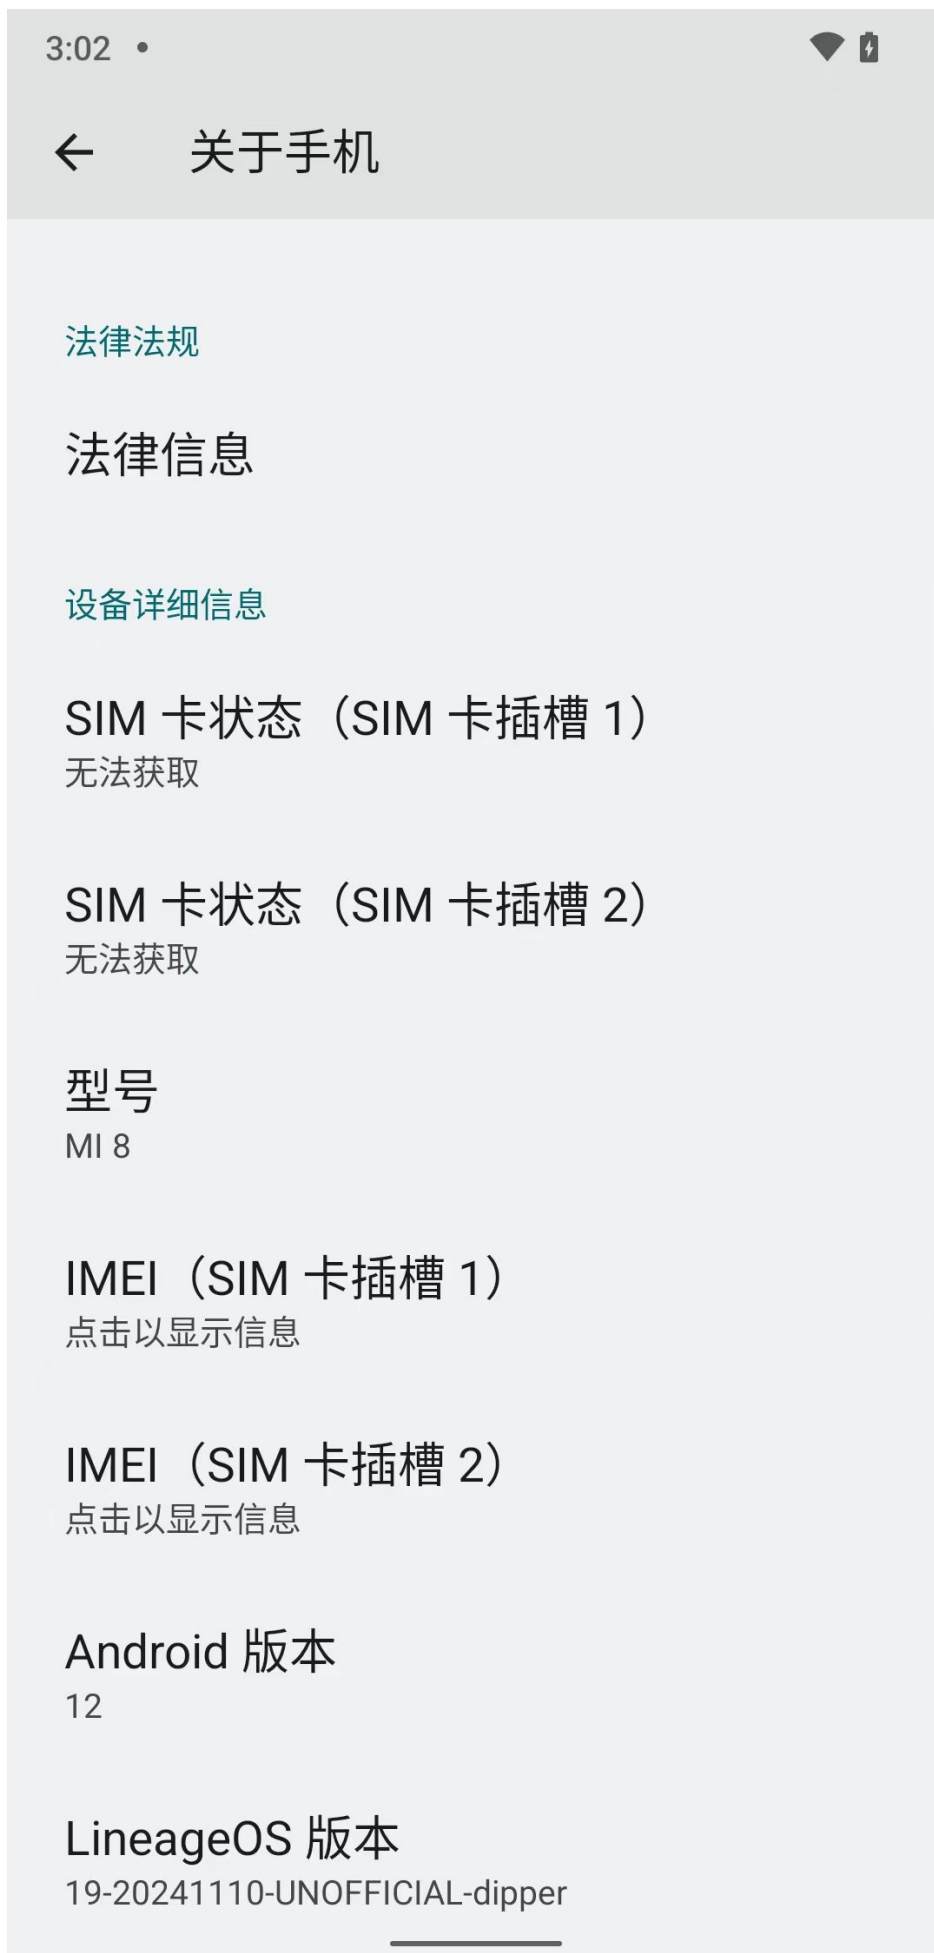 3:02
关于手机
法律法规
法律信息
设备详细信息
SIM 卡状态（SIM 卡插槽 1）
无法获取
SIM 卡状态（SIM 卡插槽 2）
无法获取
型号
MI 8
IMEI（SIM 卡插槽 1）
点击以显示信息
IMEI（SIM 卡插槽 2）
点击以显示信息
Android 版本
12
LineageOS 版本
19-20241110-UNOFFICIAL-dipper